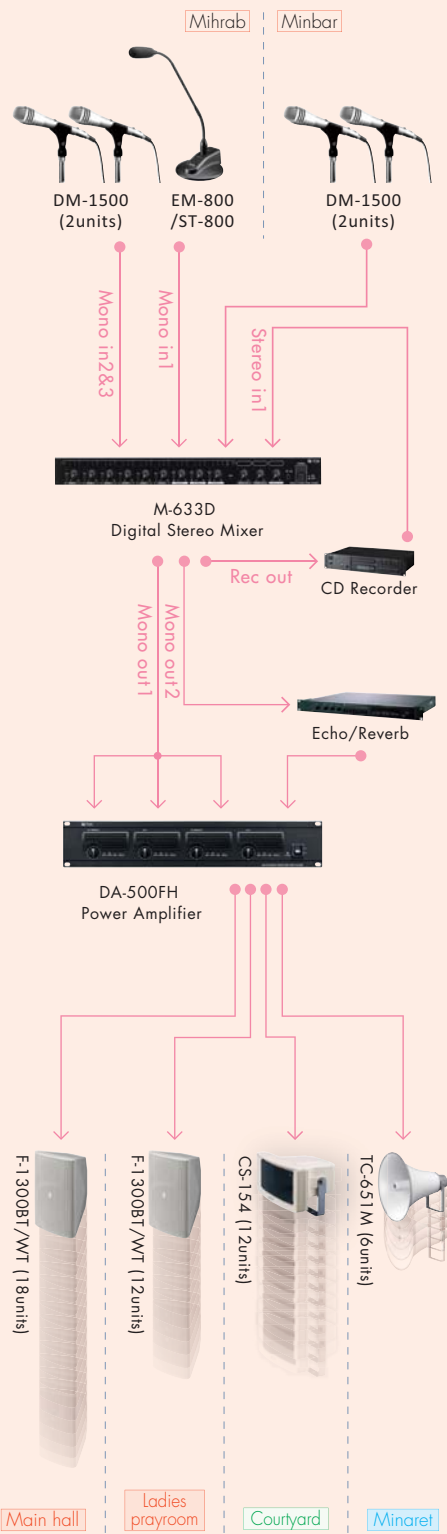 Mihrab
Minbar
DM-1500
(2units)
EM-800
/ST-800
DM-1500
(2units)
Mono in2&3
Mono in1
Stereo in1
M-633D
Digital Stereo Mixer
Rec out
CD Recorder
Mono out1
Mono out2
Echo/Reverb
DA-500FH
Power Amplifier
F-1300BT/WT (18units)
F-1300BT/WT (12units)
CS-154 (12units)
TC-651M (6units)
Main hall
Ladies
prayroom
Courtyard
Minaret